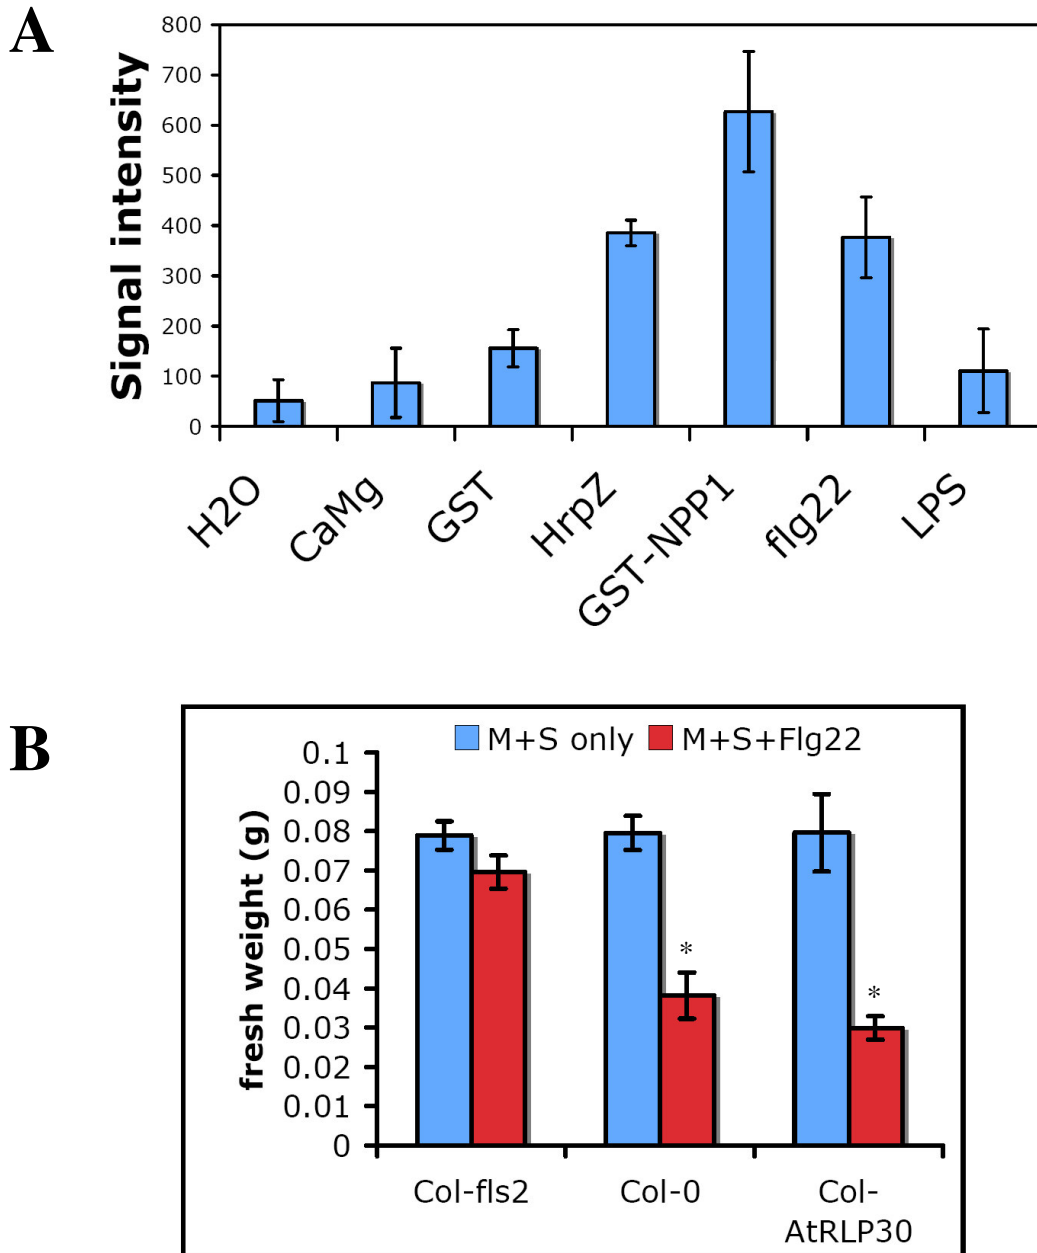 A
Signal intensity
800
700
600
500
400
300
200
100
0
H2O
CaMg
GST
HrpZ
GST-NPP1
flg22
LPS
B
M+S only M+S+Flg22
fresh weight (g)
0.1
0.09
0.08
0.07
0.06
0.05
0.04
0.03
0.02
0.01
0
*
*
Col-fls2 Col-0 Col-
AtRLP30